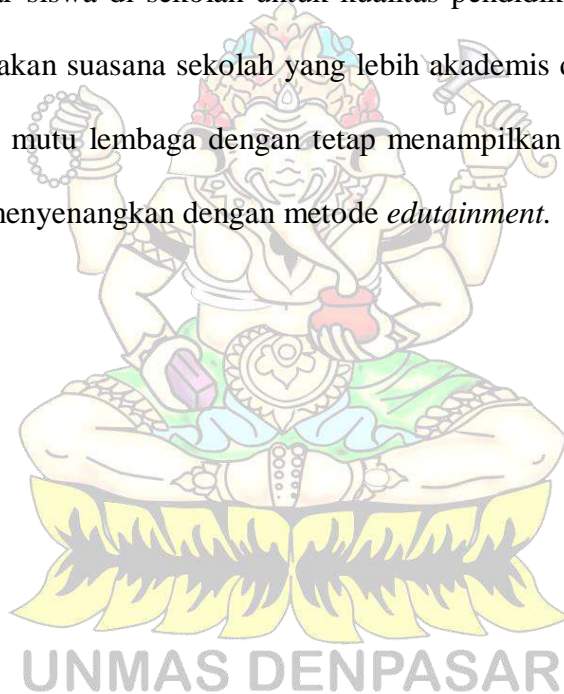 siswa di sekolah untuk kualitas
suasana sekolah yang lebih akademis
mutu lembaga dengan tetap menampilkan
menyenangkan dengan metode edutainment.
UNMAS DENPASAR